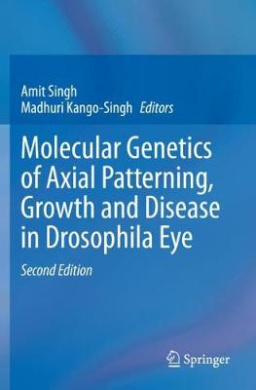 Amit Singh
Madhuri Kango-Singh Editors
Molecular Genetics
of Axial Patterning,
Growth and Disease
in Drosophila Eye
Second Edition
Springer